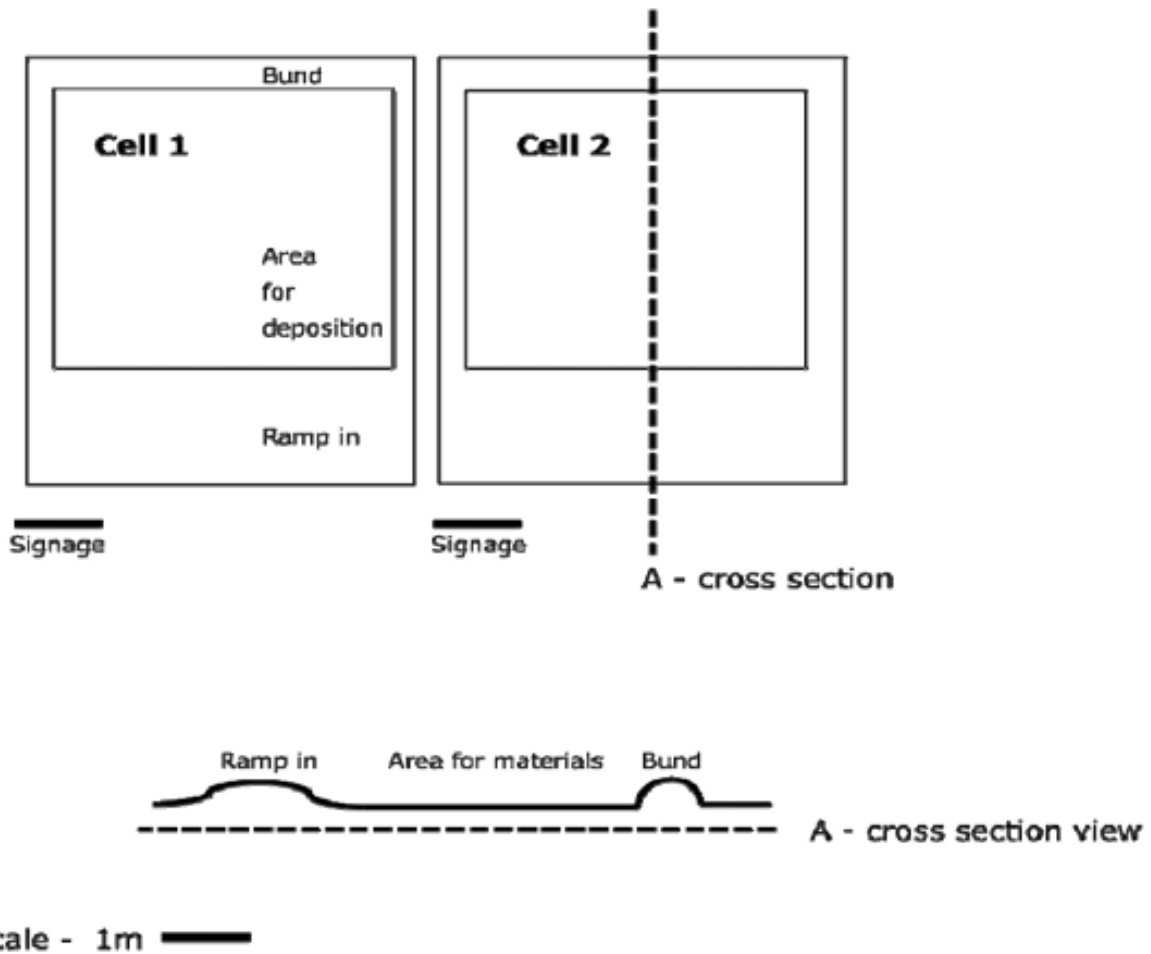 Bund
Cell 1
Cell 2
Area
for
deposition
Ramp in
Signage
Signage
A - cross section
Ramp in
Area for materials
Bund
A - cross section view
cale - 1m